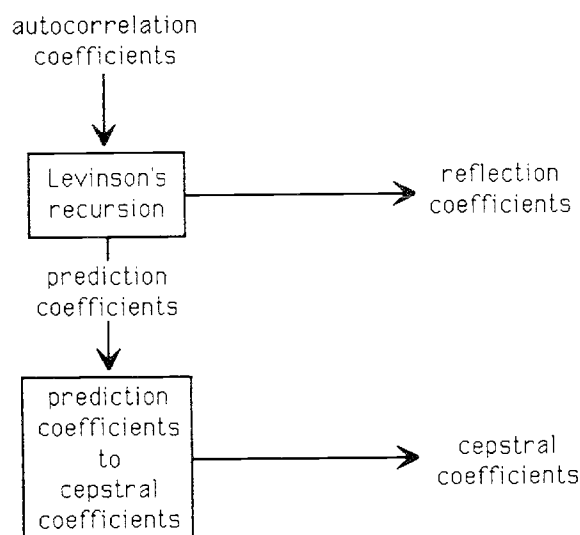 autocorrelation
coefficients
Levinson's
recursion
reflection
coefficients
prediction
coefficients
prediction
coefficients
to
cepstral
coefficients
cepstral
coefficients